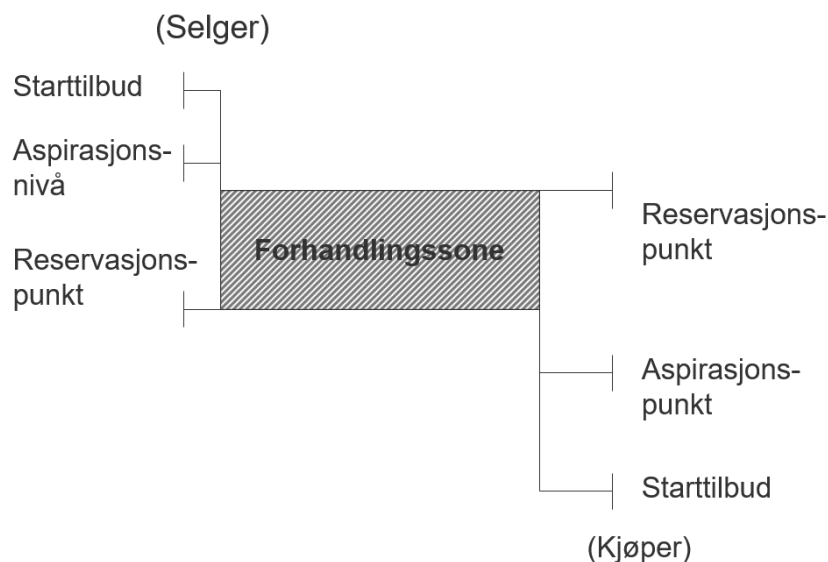 (Selger)
Starttilbud
Aspirasjons-
nivå
Reservasjons-
punkt
Forhandlingssone
Reservasjons-
punkt
Aspirasjons-
punkt
Starttilbud
(Kjøper)